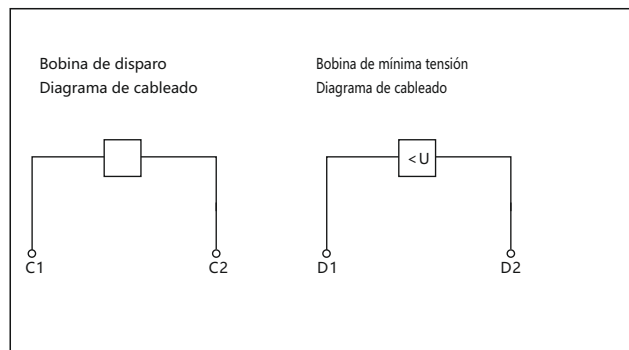 Bobina de disparo
Diagrama de cableado
Bobina de mínima tensión
Diagrama de cableado
<U
C1
C2
D1
D2